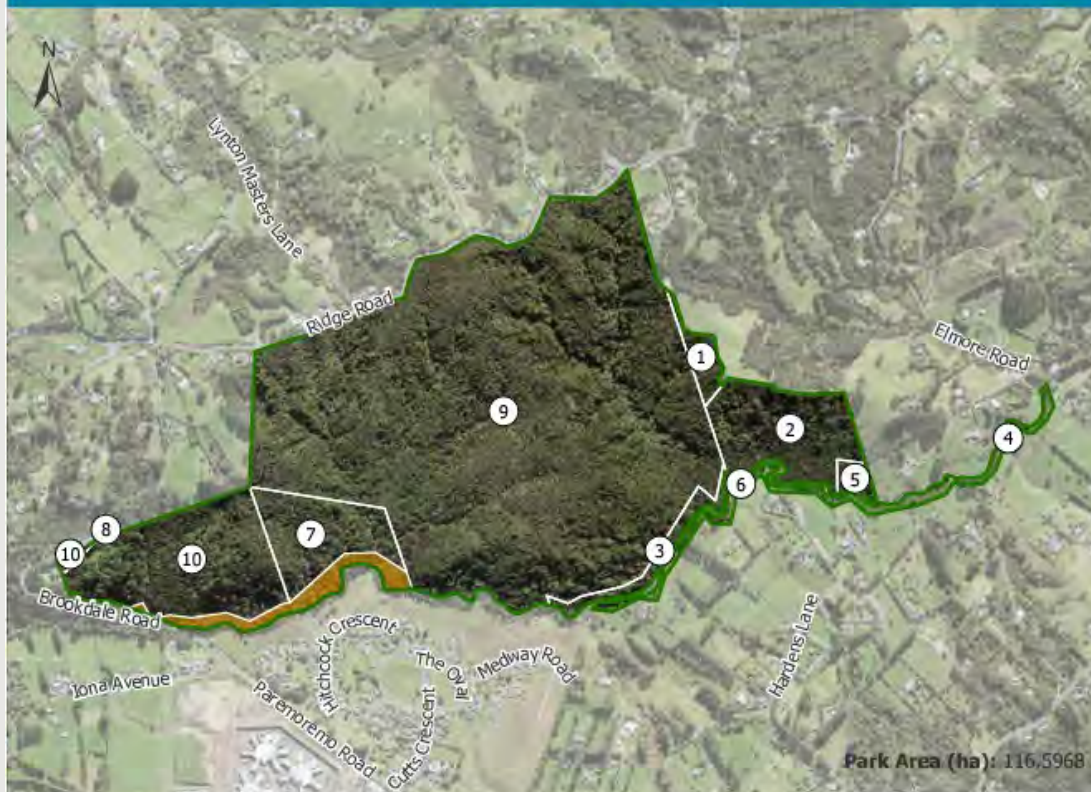 N
Lynton Masters Lane
Ridge Road
1
Elmore Road
9
2
4
5
6
8
7
10
10
3
Brookdale Road
Hitchcock Crescent
The Oval
Medway Road
Hardens Lane
Iona Avenue
Paremoremo Road
Cutts Crescent
Park Area (ha): 116.5968